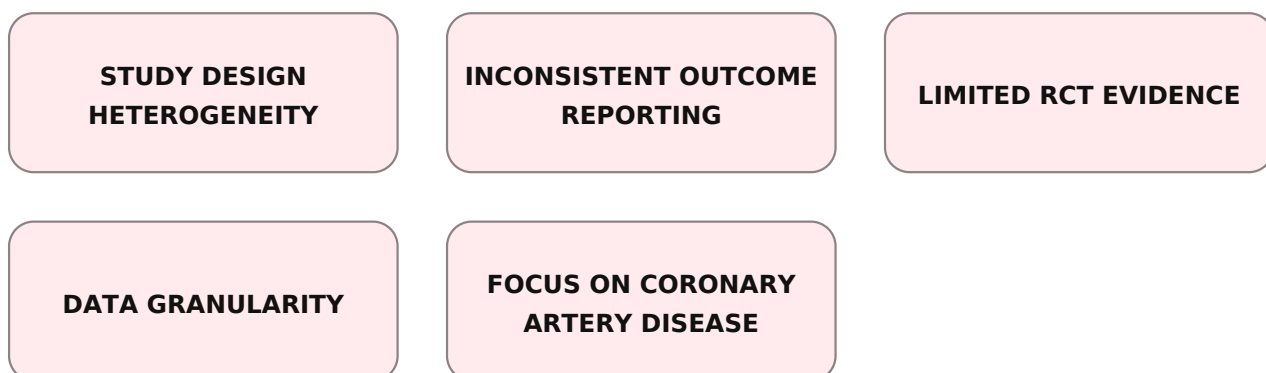 STUDY DESIGN
HETEROGENEITY
INCONSISTENT OUTCOME
REPORTING
LIMITED RCT EVIDENCE
DATA GRANULARITY
FOCUS ON CORONARY
ARTERY DISEASE